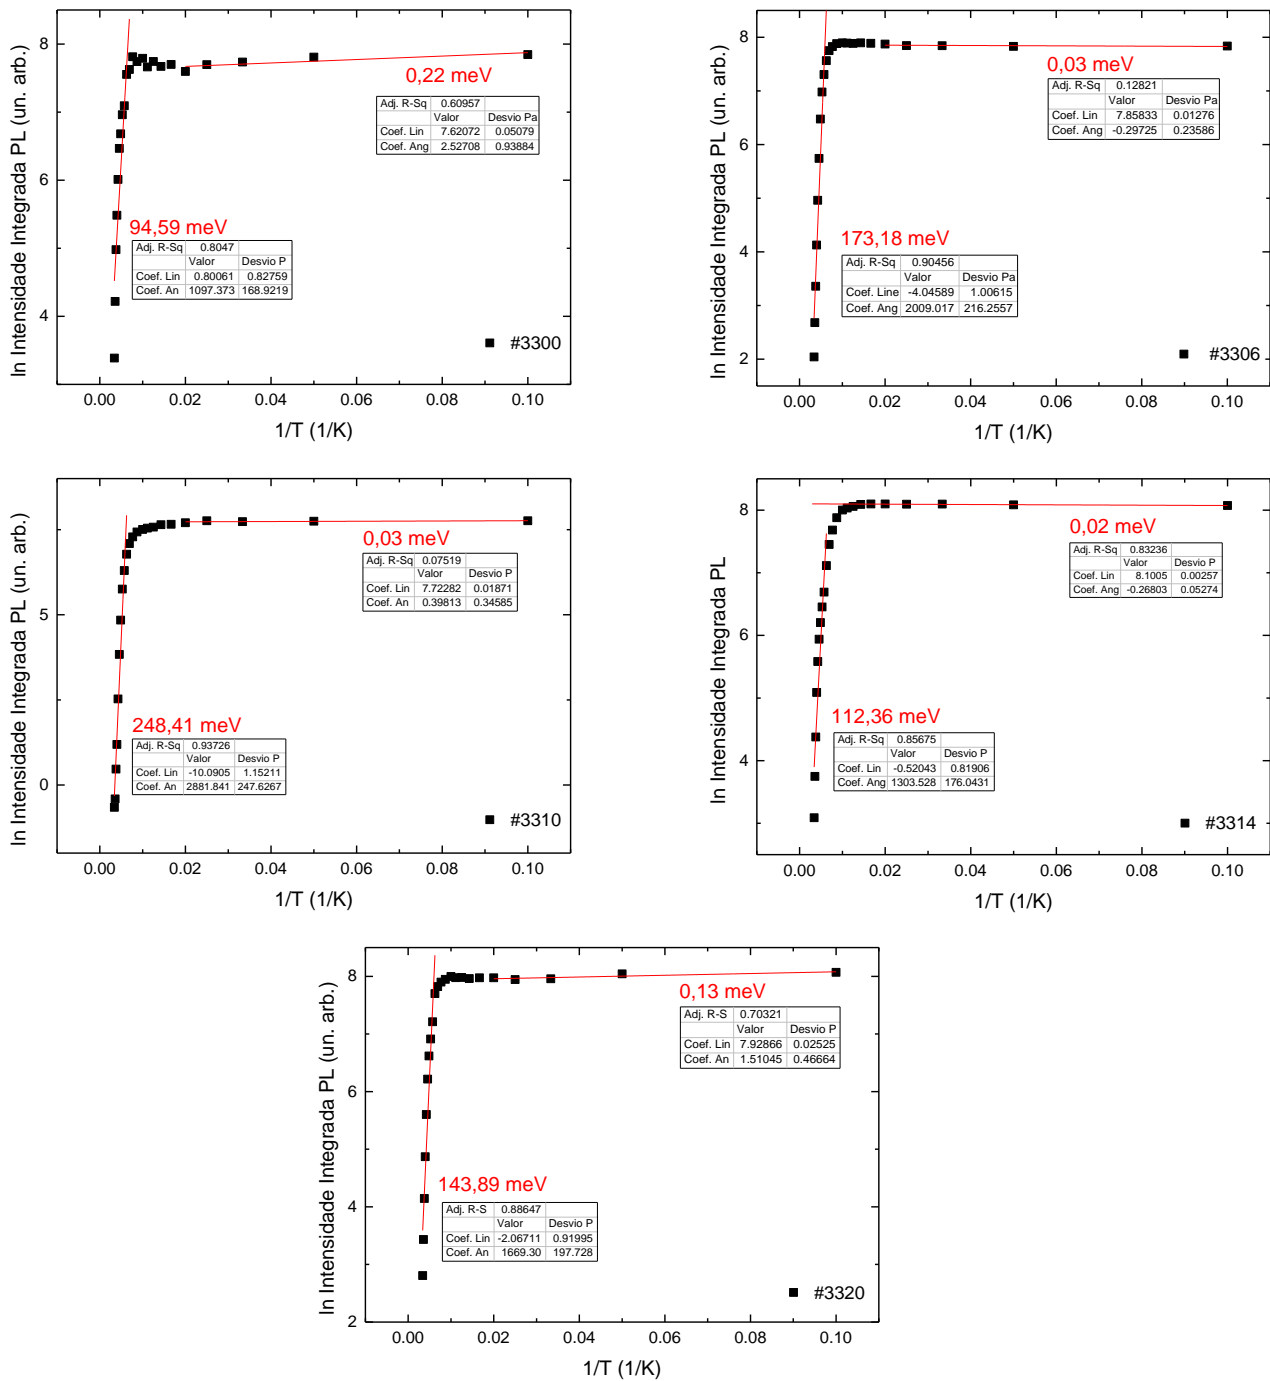 ln Intensidade Integrada PL (un. arb.)
8
6
4
0,22 meV
Adj. R-Sq 0.60957
Valor Desvio Pa
Coef. Lin 7.62072 0.05079
Coef. Ang 2.52708 0.93884
94,59 meV
Adj. R-Sq 0.8047
Valor Desvio P
Coef. Lin 0.80061 0.82759
Coef. An 1097.373 168.9219
#3300
0.00 0.02 0.04 0.06 0.08 0.10
1/T (1/K)
ln Intensidade Integrada PL (un. arb.)
8
6
4
2
0,03 meV
Adj. R-Sq 0.12821
Valor Desvio Pa
Coef. Lin 7.85833 0.01276
Coef. Ang -0.29725 0.23586
173,18 meV
Adj. R-Sq 0.90456
Valor Desvio Pa
Coef. Line -4.04589 1.00615
Coef. Ang 2009.017 216.2557
#3306
0.00 0.02 0.04 0.06 0.08 0.10
1/T (1/K)
ln Intensidade Integrada PL (un. arb.)
5
0
0,03 meV
Adj. R-Sq 0.07519
Valor Desvio P
Coef. Lin 7.72282 0.01871
Coef. An 0.39813 0.34585
248,41 meV
Adj. R-Sq 0.93726
Valor Desvio P
Coef. Lin -10.0905 1.15211
Coef. An 2881.841 247.6267
#3310
0.00 0.02 0.04 0.06 0.08 0.10
1/T (1/K)
ln Intensidade Integrada PL
8
6
4
0,02 meV
Adj. R-Sq 0.83236
Valor Desvio P
Coef. Lin 8.1005 0.00257
Coef. Ang -0.26803 0.05274
112,36 meV
Adj. R-Sq 0.85675
Valor Desvio P
Coef. Lin -0.52043 0.81906
Coef. Ang 1303.528 176.0431
#3314
0.00 0.02 0.04 0.06 0.08 0.10
1/T (1/K)
ln Intensidade Integrada PL (un. arb.)
8
6
4
2
0,13 meV
Adj. R-S 0.70321
Valor Desvio P
Coef. Lin 7.92866 0.02525
Coef. An 1.51045 0.46664
143,89 meV
Adj. R-S 0.88647
Valor Desvio P
Coef. Lin -2.06711 0.91995
Coef. An 1669.30 197.728
#3320
0.00 0.02 0.04 0.06 0.08 0.10
1/T (1/K)